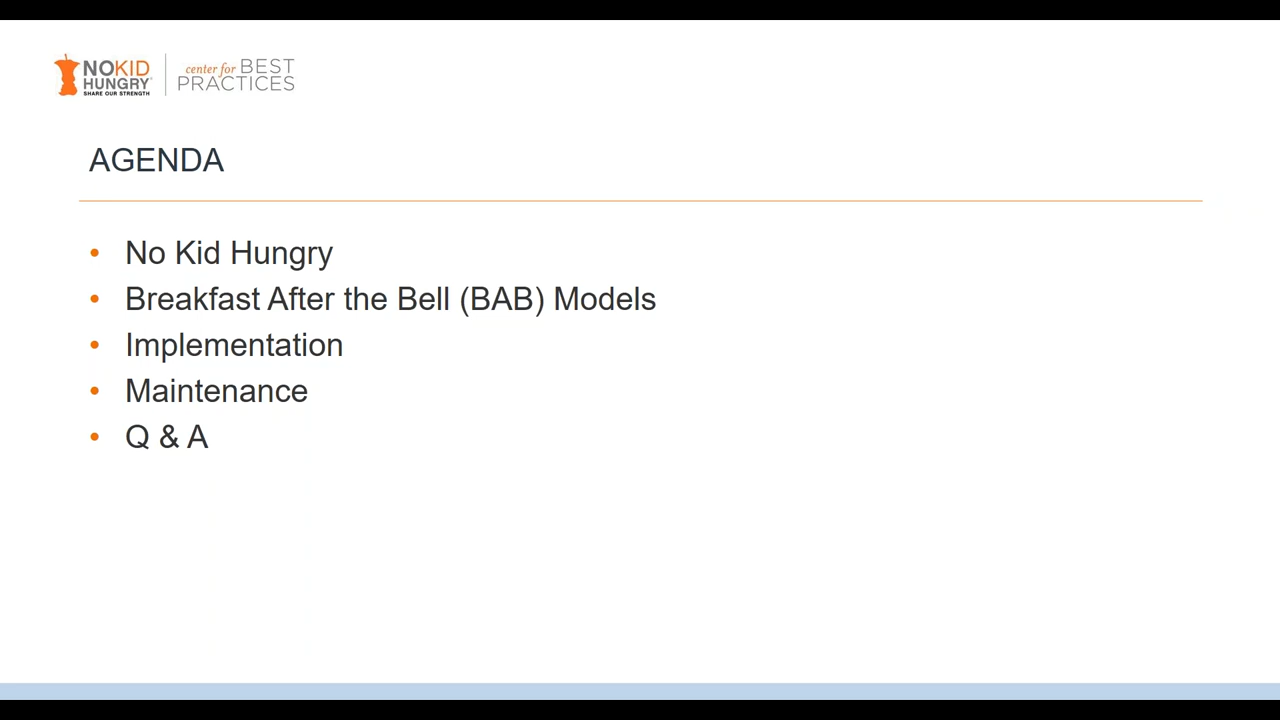 NOKID
HUNGRY
SHARE OUR STRENGTH
center for BEST
PRACTICES
AGENDA
• No Kid Hungry
• Breakfast After the Bell (BAB) Models
• Implementation
• Maintenance
• Q & A